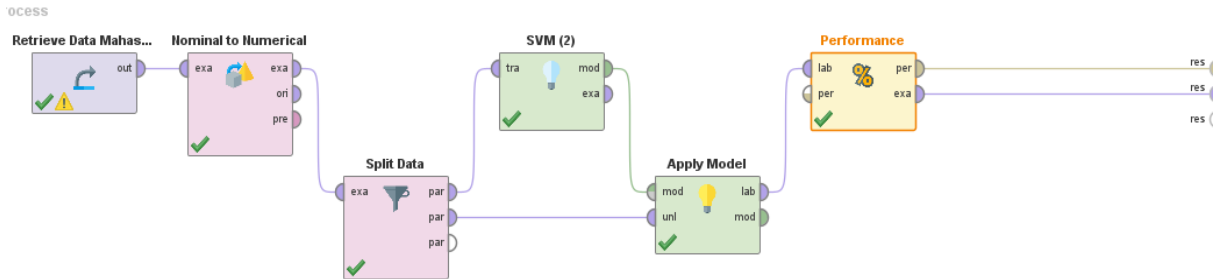 ocess
Retrieve Data Mahas...
out
Nominal to Numerical
exa
exa
ori
pre
Split Data
exa
par
par
par
SVM (2)
tra
mod
exa
Apply Model
mod
lab
unl
mod
Performance
%
lab
per
per
exa
res
res
res